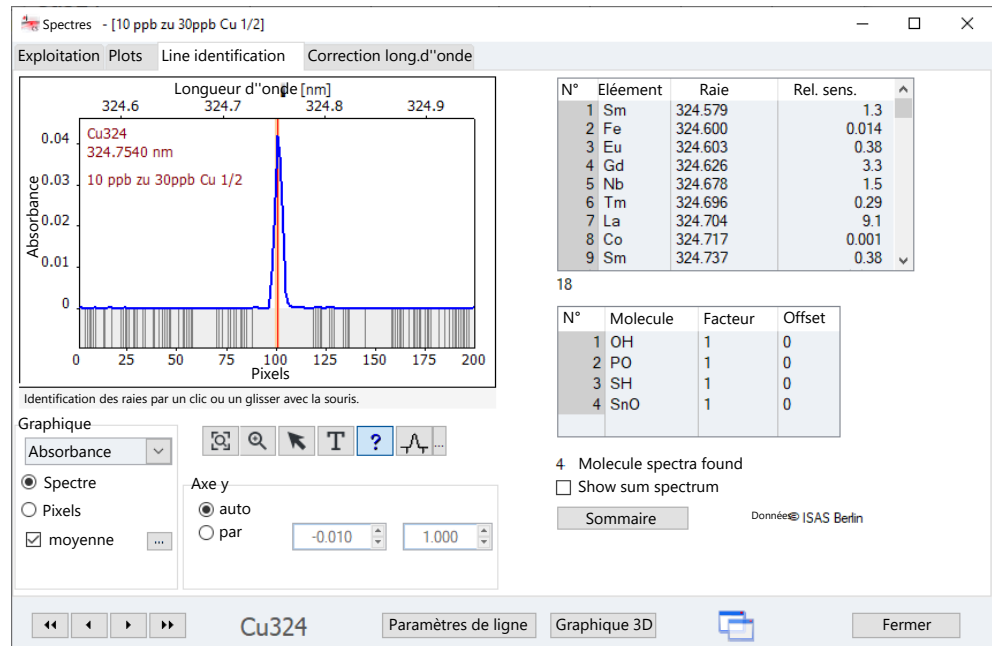 Spectres - [10 ppb zu 30ppb Cu 1/2]
Exploitation Plots Line identification Correction long.d''onde
Longueur d''onde [nm]
324.6 324.7 324.8 324.9
0.04
0.03
0.02
0.01
0
Absorbance
Cu324
324.7540 nm
10 ppb zu 30ppb Cu 1/2
0 25 50 75 100 125 150 175 200
Pixels
Identification des raies par un clic ou un glisser avec la souris.
Graphique
Absorbance
Spectre
Pixels
moyenne ...
T ? ...
Axe y
auto
par -0.010 1.000
N° Eléement Raie Rel. sens.
1 Sm 324.579 1.3
2 Fe 324.600 0.014
3 Eu 324.603 0.38
4 Gd 324.626 3.3
5 Nb 324.678 1.5
6 Tm 324.696 0.29
7 La 324.704 9.1
8 Co 324.717 0.001
9 Sm 324.737 0.38
18
N° Molecule Facteur Offset
1 OH 1 0
2 PO 1 0
3 SH 1 0
4 SnO 1 0
4 Molecule spectra found
Show sum spectrum
Sommaire Données© ISAS Berlin
Cu324 Paramètres de ligne Graphique 3D Fermer